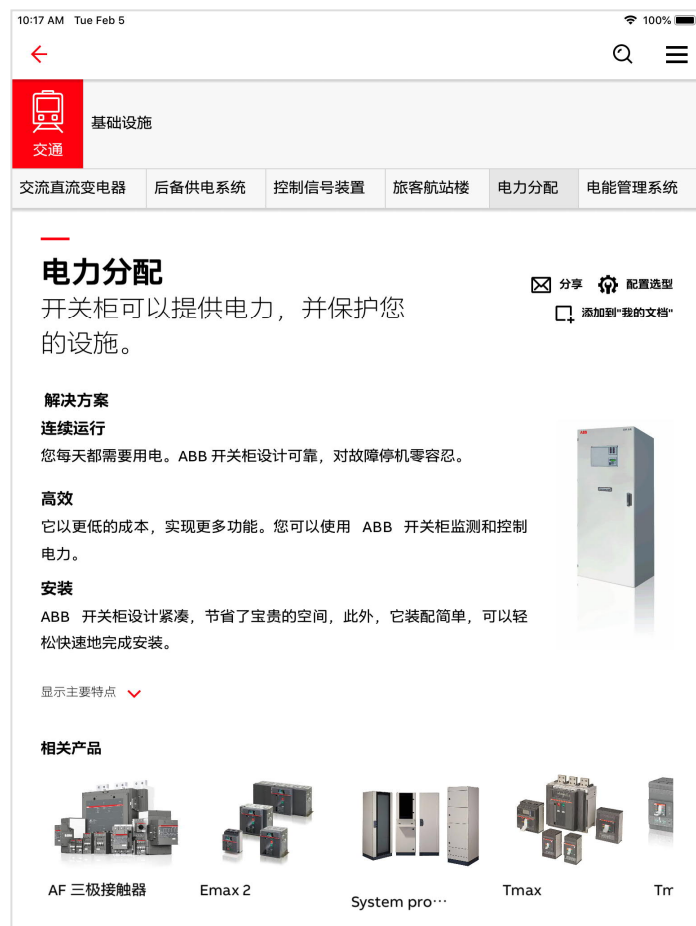 10:17 AM Tue Feb 5 100%
交通
基础设施
交流直流变电器 后备供电系统 控制信号装置 旅客航站楼 电力分配 电能管理系统
电力分配
分享 配置选型
开关柜可以提供电力，并保护您
的设施。
添加到"我的文档"
解决方案
连续运行
您每天都需要用电。ABB 开关柜设计可靠，对故障停机零容忍。
高效
它以更低的成本，实现更多功能。您可以使用 ABB 开关柜监测和控制
电力。
安装
ABB 开关柜设计紧凑，节省了宝贵的空间，此外，它装配简单，可以轻
松快速地完成安装。
ABB
显示主要特点
相关产品
AF 三极接触器 Emax 2 System pro… Tmax Tm